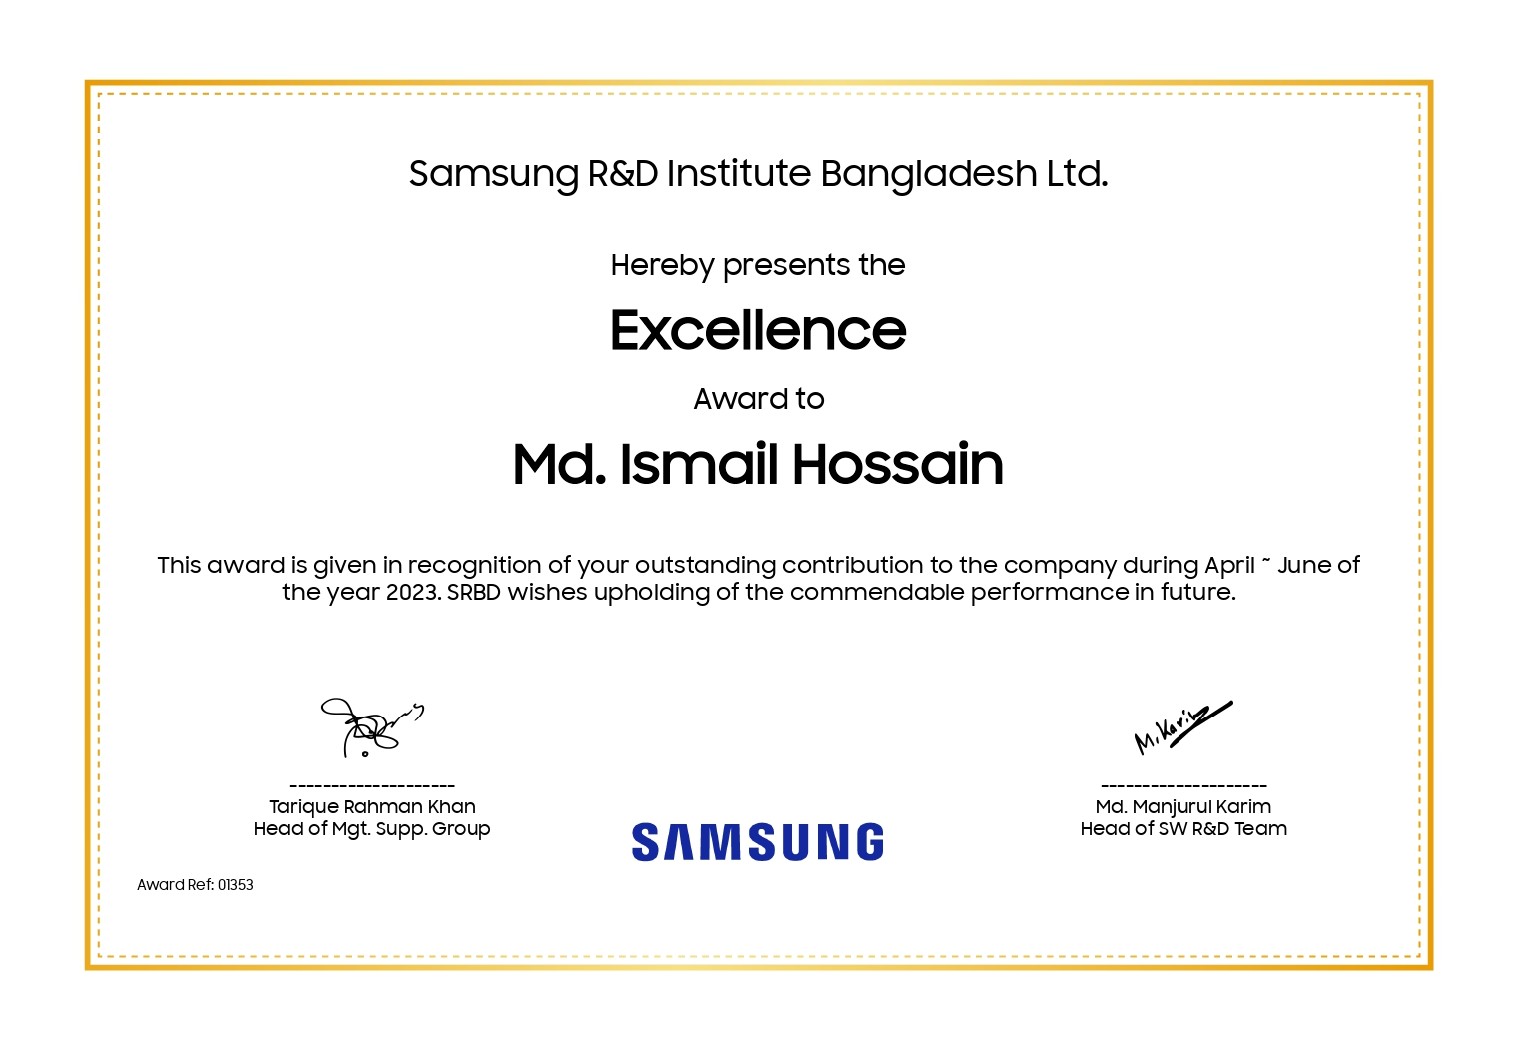 Samsung R&D Institute Bangladesh Ltd.
Hereby presents the
Excellence
Award to
Md. Ismail Hossain
This award is given in recognition of your outstanding contribution to the company during April ~ June of
the year 2023. SRBD wishes upholding of the commendable performance in future.
M. Karim
--------------------
Tarique Rahman Khan
Head of Mgt. Supp. Group
--------------------
Md. Manjurul Karim
Head of SW R&D Team
SAMSUNG
Award Ref: 01353